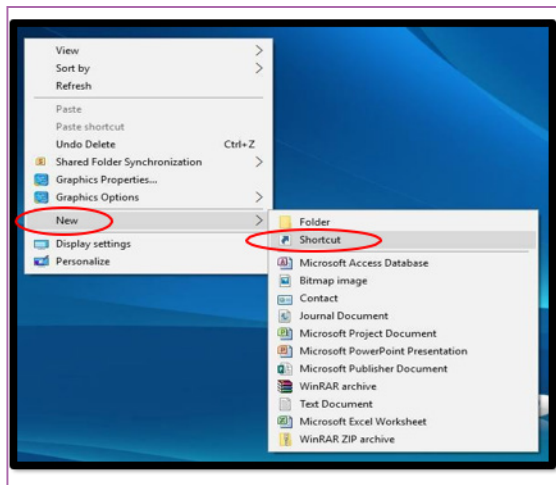 View
Sort by
Refresh
Paste
Paste shortcut
Undo Delete Ctrl+Z
Shared Folder Synchronization
Graphics Properties...
Graphics Options
New
Display settings
Personalize
Folder
Shortcut
Microsoft Access Database
Bitmap image
Contact
Journal Document
Microsoft Project Document
Microsoft PowerPoint Presentation
Microsoft Publisher Document
WinRAR archive
Text Document
Microsoft Excel Worksheet
WinRAR ZIP archive